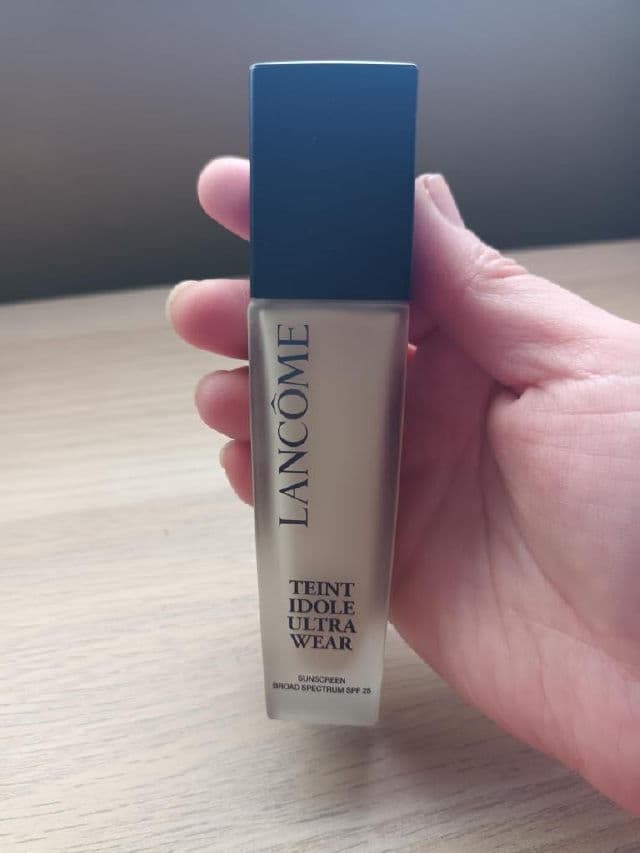 LANCÔME
TEINT
IDOLE
ULTRA
WEAR
SUNSCREEN
BROAD SPECTRUM SPF 25